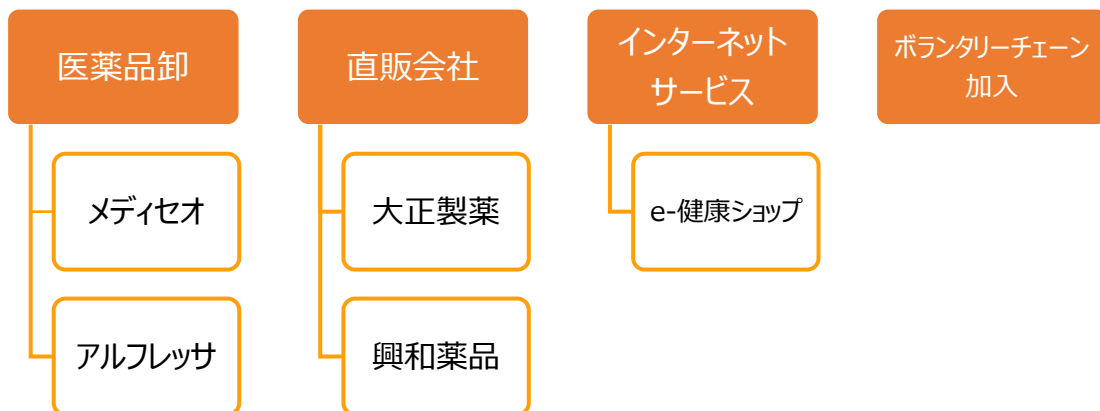 医薬品卸
メディセオ
アルフレッサ
直販会社
大正製薬
興和薬品
インターネット
サービス
e-健康ショップ
ボランタリーチェーン
加入